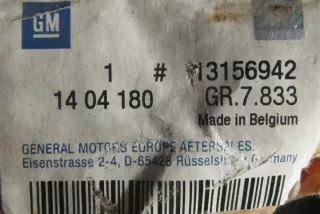 GM
1 # 13156942
14 04 180 GR.7.833
Made in Belgium
GENERAL MOTORS EUROPE AFTERSALES.
Eisenstrasse 2-4, D-65428 Rüsselsheim Germany